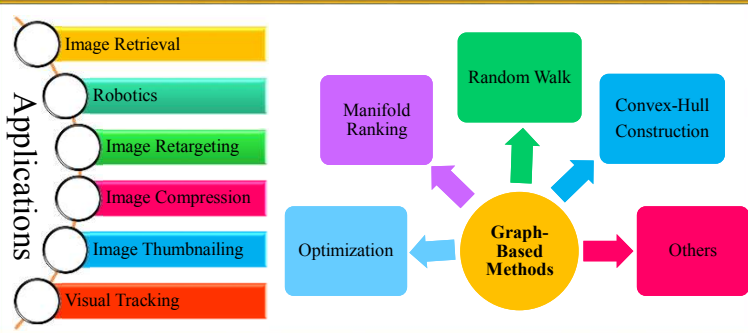 Applications
Image Retrieval
Robotics
Image Retargeting
Image Compression
Image Thumbnailing
Visual Tracking
Optimization
Manifold
Ranking
Random Walk
Convex-Hull
Construction
Others
Graph-
Based
Methods